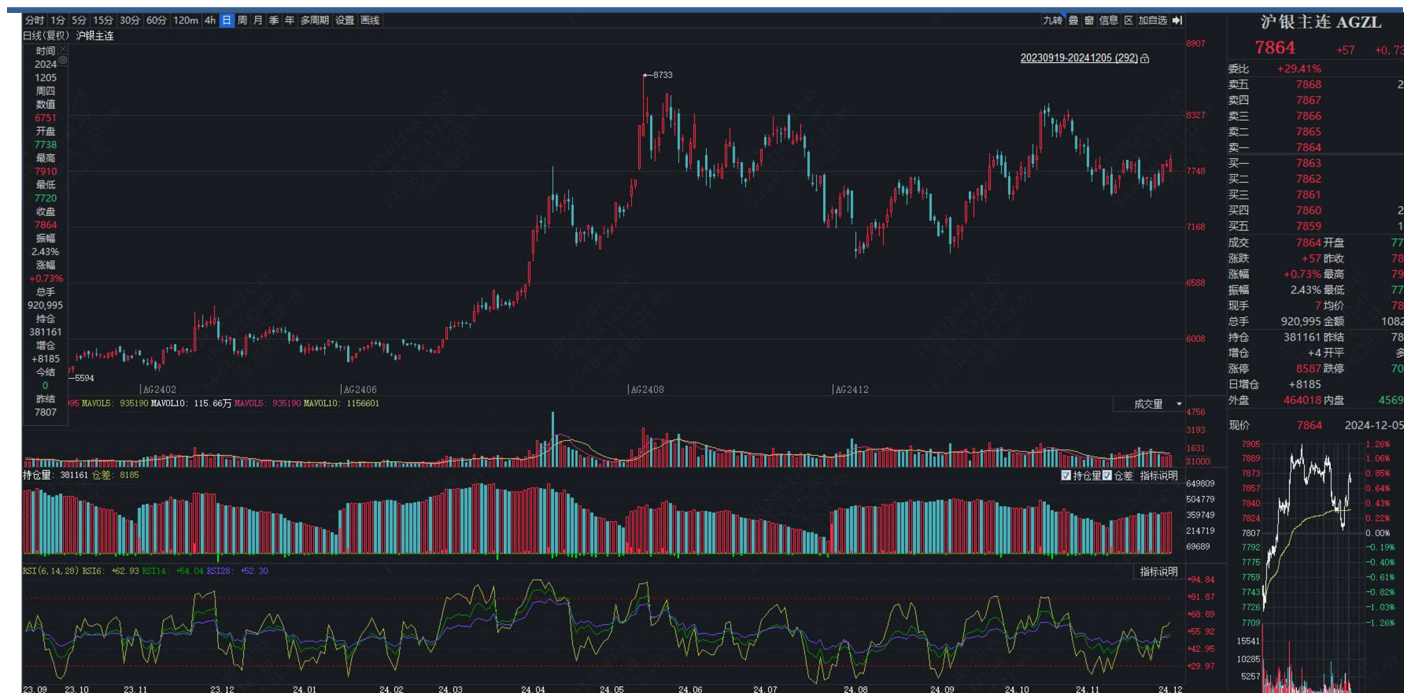 分时 1分 5分 15分 30分 60分 120m 4h 日 周 月 季 年 多周期 设置 画线
九转 叠 窗 信息 区 加自选
日线(复权) 沪银主连
时间
2024
1205
周四
数值
6751
开盘
7738
最高
7910
最低
7720
收盘
7864
振幅
2.43%
涨幅
+0.73%
总手
920,995
持仓
381161
增仓
+8185
今结
0
昨结
7807
20230919-20241205 (292)
8733
5594
8907
8327
7748
7168
6588
6008
AG2402
AG2406
AG2408
AG2412
95 MAVOL5: 935190 MAVOL10: 115.66万 MAVOL5: 935190 MAVOL10: 1156601
成交量
4756
3193
1631
X1000
持仓量: 381161 仓差: 8185
持仓量 仓差 指标说明
649809
504779
359749
214719
69689
RSI(6,14,28) RSI6: +62.93 RSI14: +54.04 RSI28: +52.30
指标说明
+94.84
+81.87
+68.89
+55.92
+42.95
+29.97
23.09 23.10 23.11 23.12 24.01 24.02 24.03 24.04 24.05 24.06 24.07 24.08 24.09 24.10 24.11 24.12
沪银主连 AGZL
7864 +57 +0.73
委比 +29.41%
卖五 7868 2
卖四 7867
卖三 7866
卖二 7865
卖一 7864
买一 7863
买二 7862
买三 7861
买四 7860 2
买五 7859 1
成交 7864 开盘 77
涨跌 +57 昨收 78
涨幅 +0.73% 最高 79
振幅 2.43% 最低 77
现手 7 均价 78
总手 920,995 金额 1082
持仓 381161 昨结 78
增仓 +4 开平 多
涨停 8587 跌停 70
日增仓 +8185
外盘 464018 内盘 4569
现价 7864 2024-12-05
7905 1.26%
7889 1.06%
7873 0.85%
7857 0.64%
7840 0.43%
7824 0.22%
7807 0.00%
7792 -0.19%
7775 -0.40%
7759 -0.61%
7743 -0.82%
7726 -1.03%
7709 -1.26%
15541
10285
5257